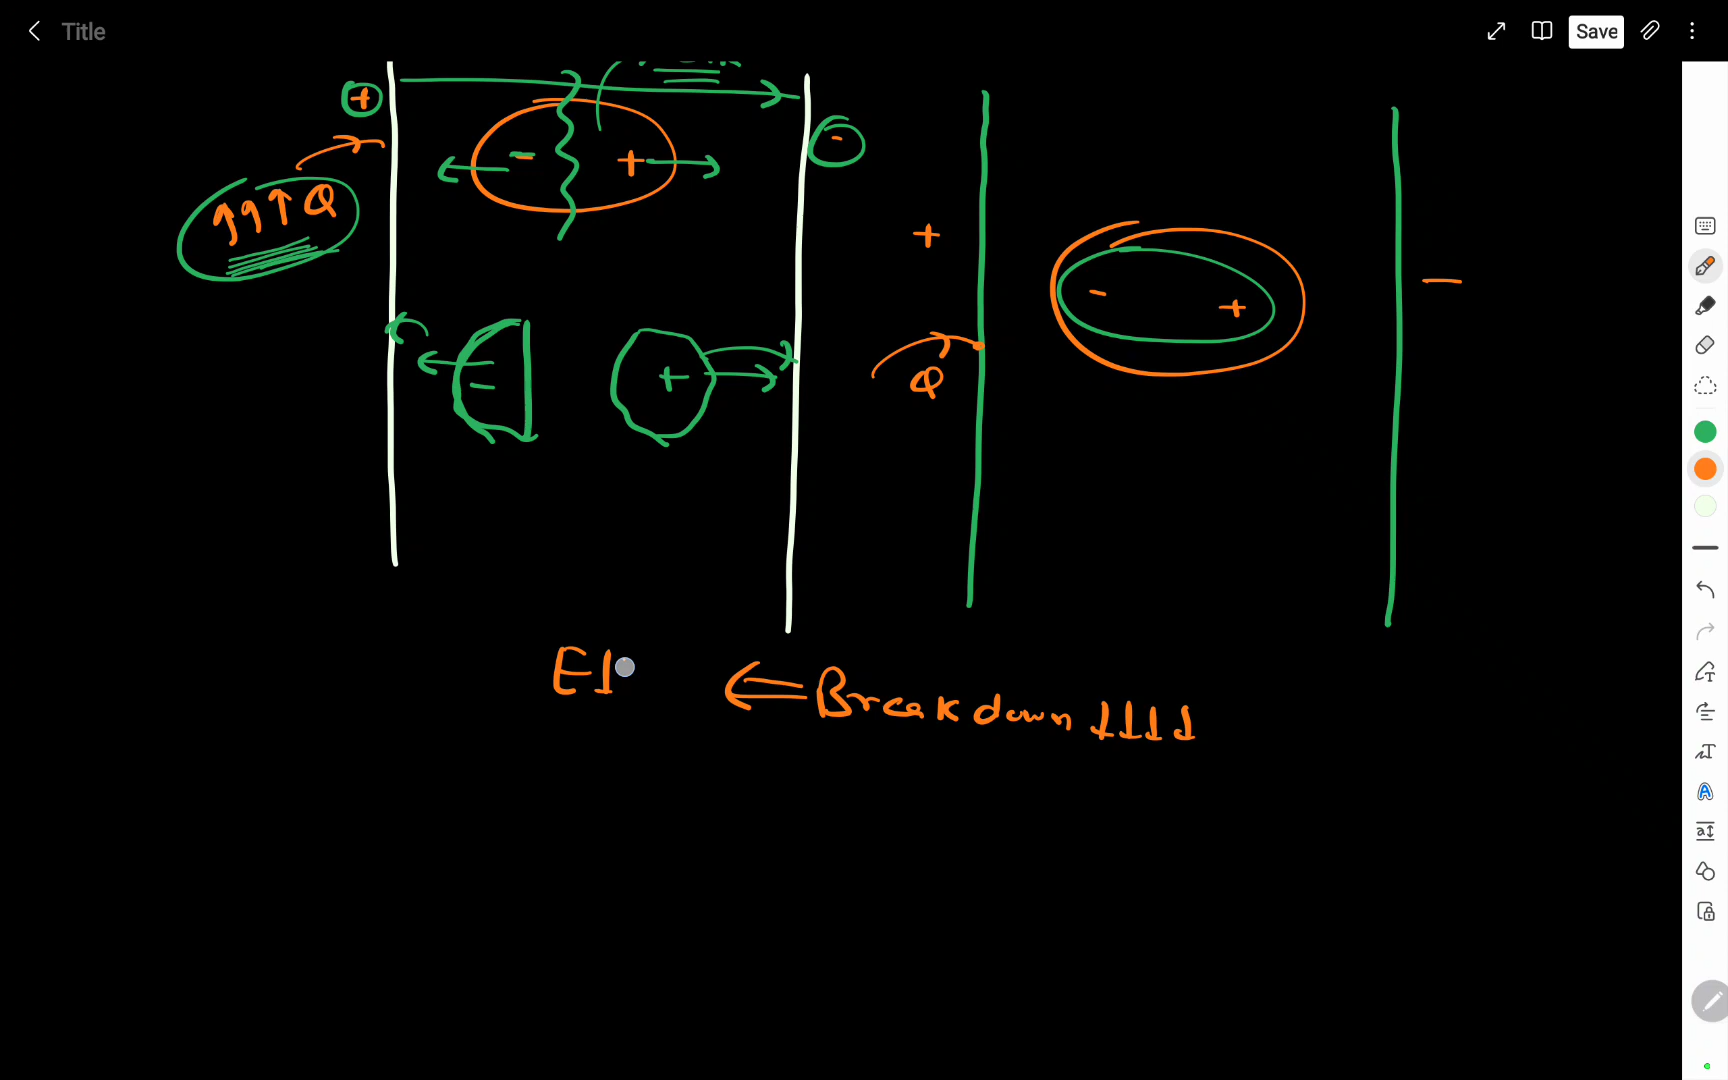 Title
Save
+
-
- +
↑↑↑ Q
+
- +
-
- +
Q
E
⇐ Breakdown ↓↓↓↓